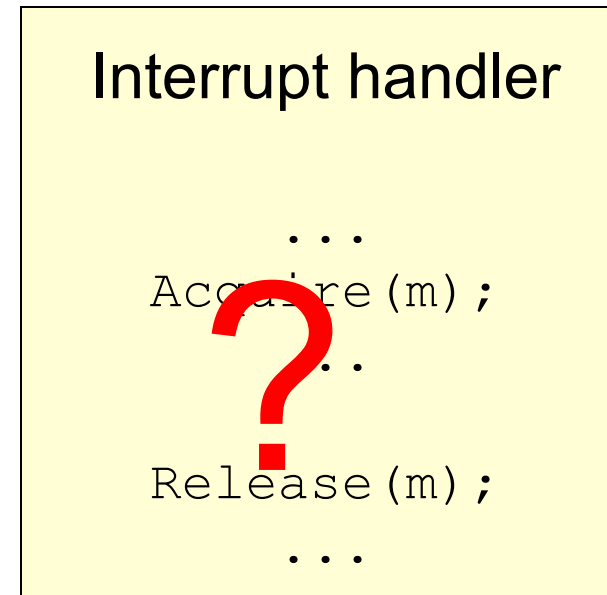 Interrupt handler
...
Acquire(m);
?
...
Release(m);
...